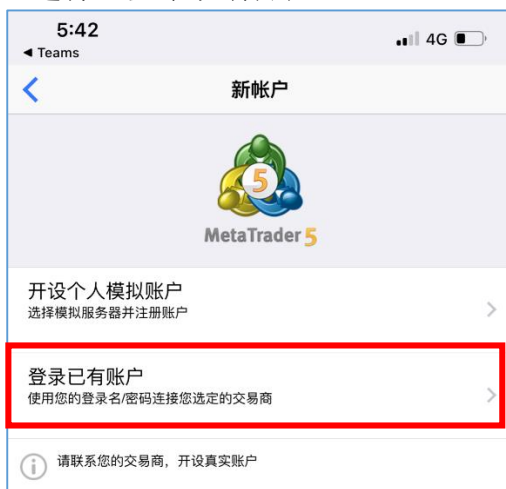 5:42
4G
◀ Teams
新帐户
5
MetaTrader 5
开设个人模拟账户
选择模拟服务器并注册账户
登录已有账户
使用您的登录名/密码连接您选定的交易商
请联系您的交易商，开设真实账户